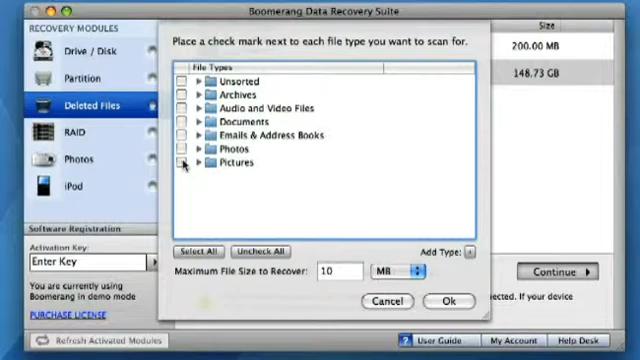 Boomerang Data Recovery Suite
RECOVERY MODULES
Drive / Disk
Partition
Deleted Files
RAID
Photos
iPod
Software Registration
Activation Key:
Enter Key
You are currently using
Boomerang in demo mode
PURCHASE LICENSE
Refresh Activated Modules
Place a check mark next to each file type you want to scan for.
File Types
Unsorted
Archives
Audio and Video Files
Documents
Emails & Address Books
Photos
Pictures
Select All
Uncheck All
Add Type:
Maximum File Size to Recover:
10
MB
Cancel
Ok
Size
200.00 MB
148.73 GB
Continue
If your device
? User Guide
My Account
Help Desk